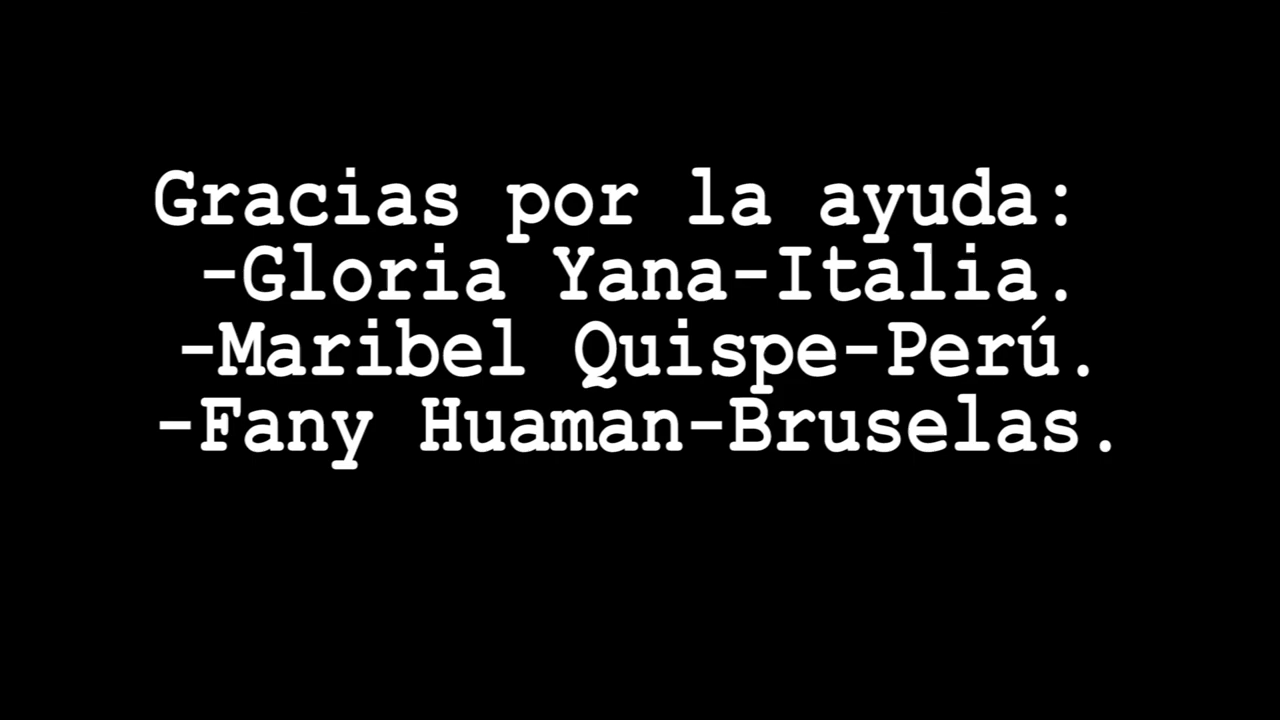 Gracias por la ayuda:
-Gloria Yana-Italia.
-Maribel Quispe-Perú.
-Fany Huaman-Bruselas.